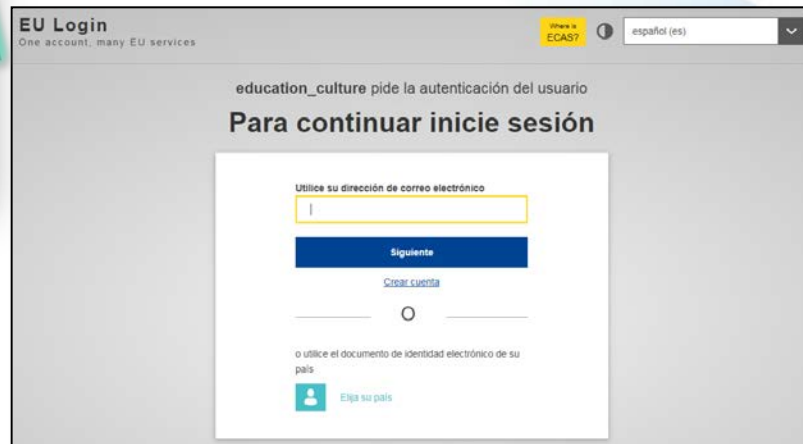 EU Login
One account, many EU services
Where is
ECAS?
español (es)
education_culture pide la autenticación del usuario
Para continuar inicie sesión
Utilice su dirección de correo electrónico
Siguiente
Crear cuenta
O
o utilice el documento de identidad electrónico de su
país
Elija su país